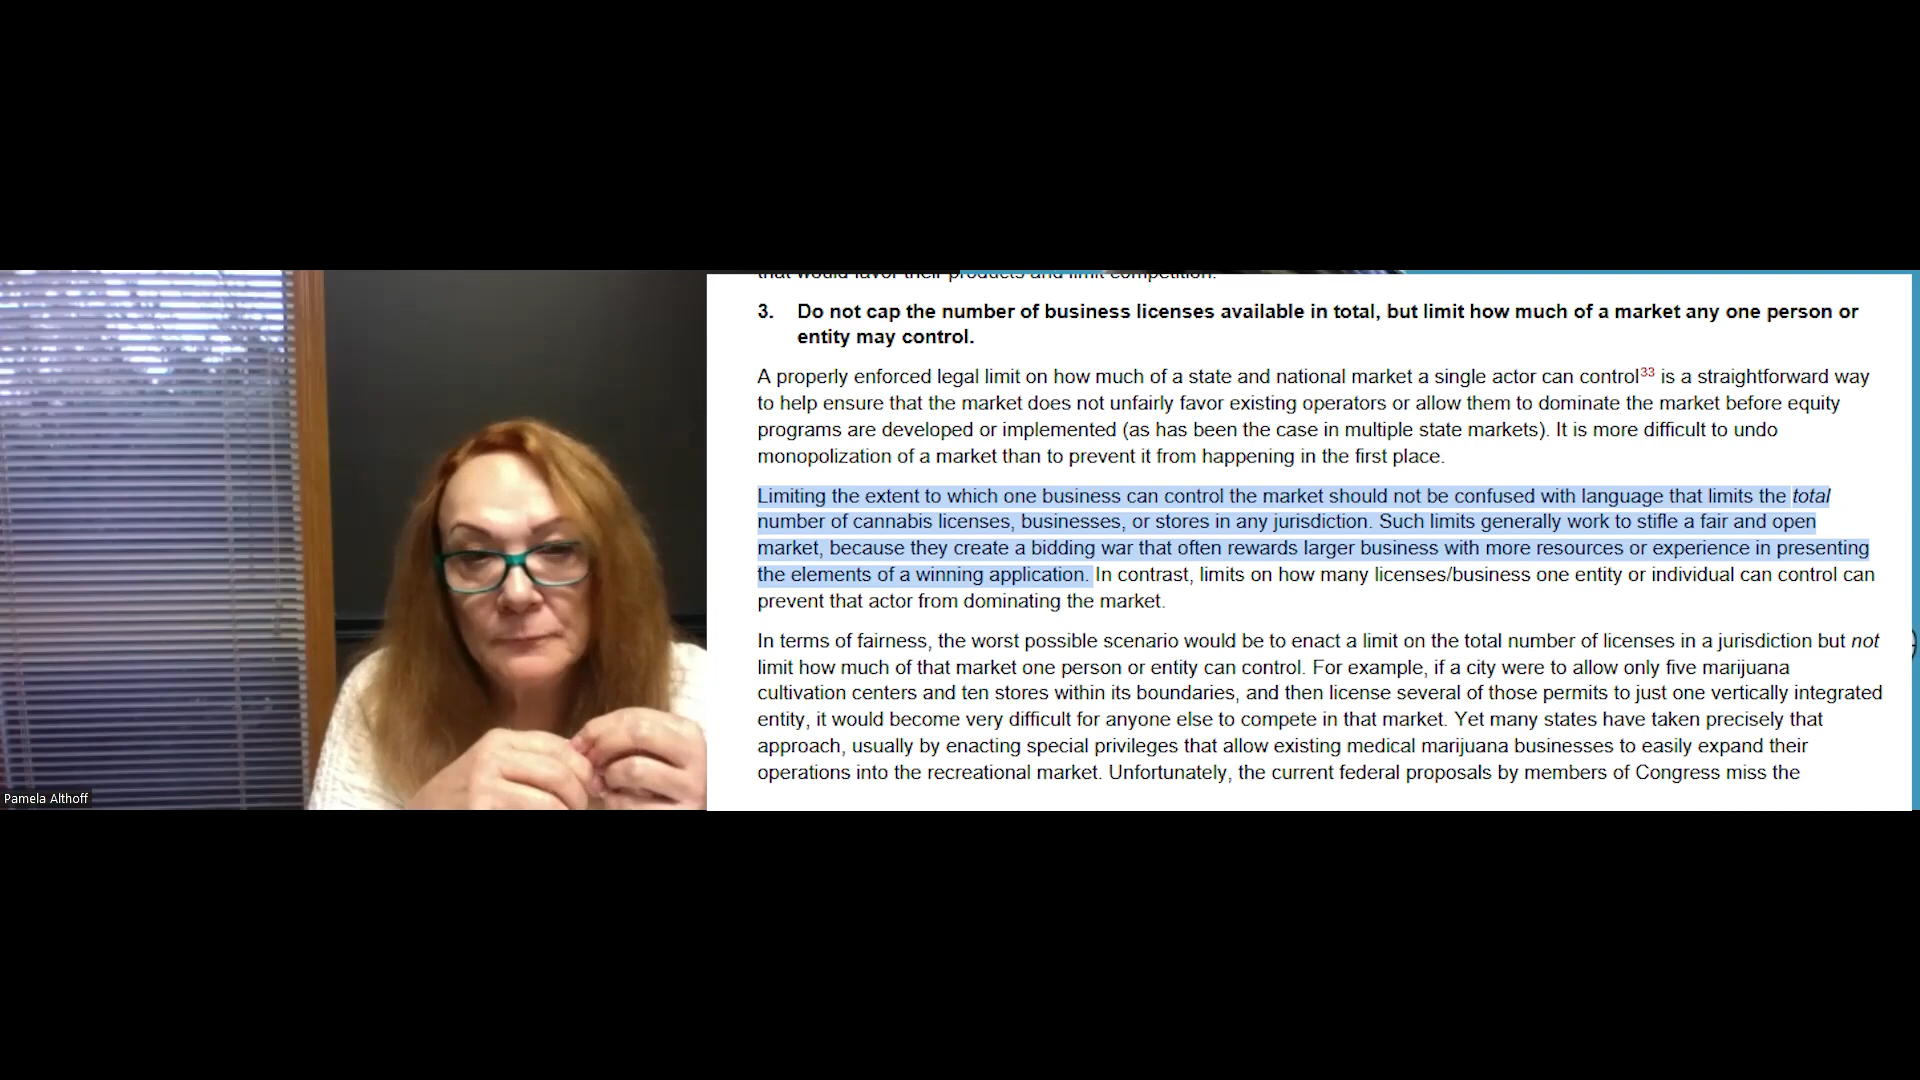 that would favor their products and limit competition.
3. Do not cap the number of business licenses available in total, but limit how much of a market any one person or
entity may control.
A properly enforced legal limit on how much of a state and national market a single actor can control33 is a straightforward way
to help ensure that the market does not unfairly favor existing operators or allow them to dominate the market before equity
programs are developed or implemented (as has been the case in multiple state markets). It is more difficult to undo
monopolization of a market than to prevent it from happening in the first place.
Limiting the extent to which one business can control the market should not be confused with language that limits the total
number of cannabis licenses, businesses, or stores in any jurisdiction. Such limits generally work to stifle a fair and open
market, because they create a bidding war that often rewards larger business with more resources or experience in presenting
the elements of a winning application. In contrast, limits on how many licenses/business one entity or individual can control can
prevent that actor from dominating the market.
In terms of fairness, the worst possible scenario would be to enact a limit on the total number of licenses in a jurisdiction but not
limit how much of that market one person or entity can control. For example, if a city were to allow only five marijuana
cultivation centers and ten stores within its boundaries, and then license several of those permits to just one vertically integrated
entity, it would become very difficult for anyone else to compete in that market. Yet many states have taken precisely that
approach, usually by enacting special privileges that allow existing medical marijuana businesses to easily expand their
operations into the recreational market. Unfortunately, the current federal proposals by members of Congress miss the
Pamela Althoff